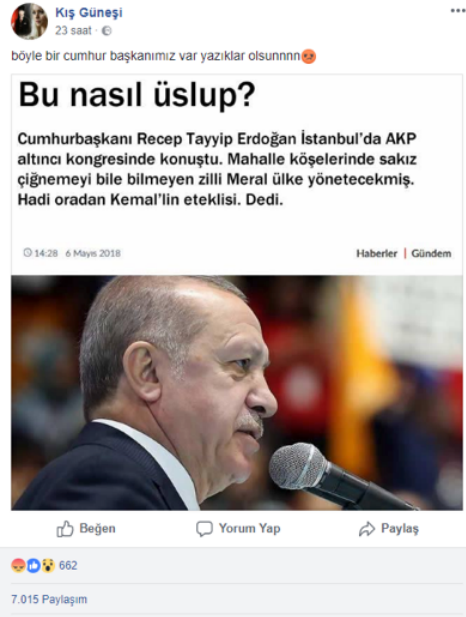 Kış Güneşi
23 saat ·
böyle bir cumhur başkanımız var yazıklar olsunnnn
Bu nasıl üslup?
Cumhurbaşkanı Recep Tayyip Erdoğan İstanbul’da AKP
altıncı kongresinde konuştu. Mahalle köşelerinde sakız
çiğnemeyi bile bilmeyen zilli Meral ülke yönetecekmiş.
Hadi oradan Kemal’lin eteklisi. Dedi.
14:28 6 Mayıs 2018
Haberler | Gündem
Beğen Yorum Yap Paylaş
662
7.015 Paylaşım